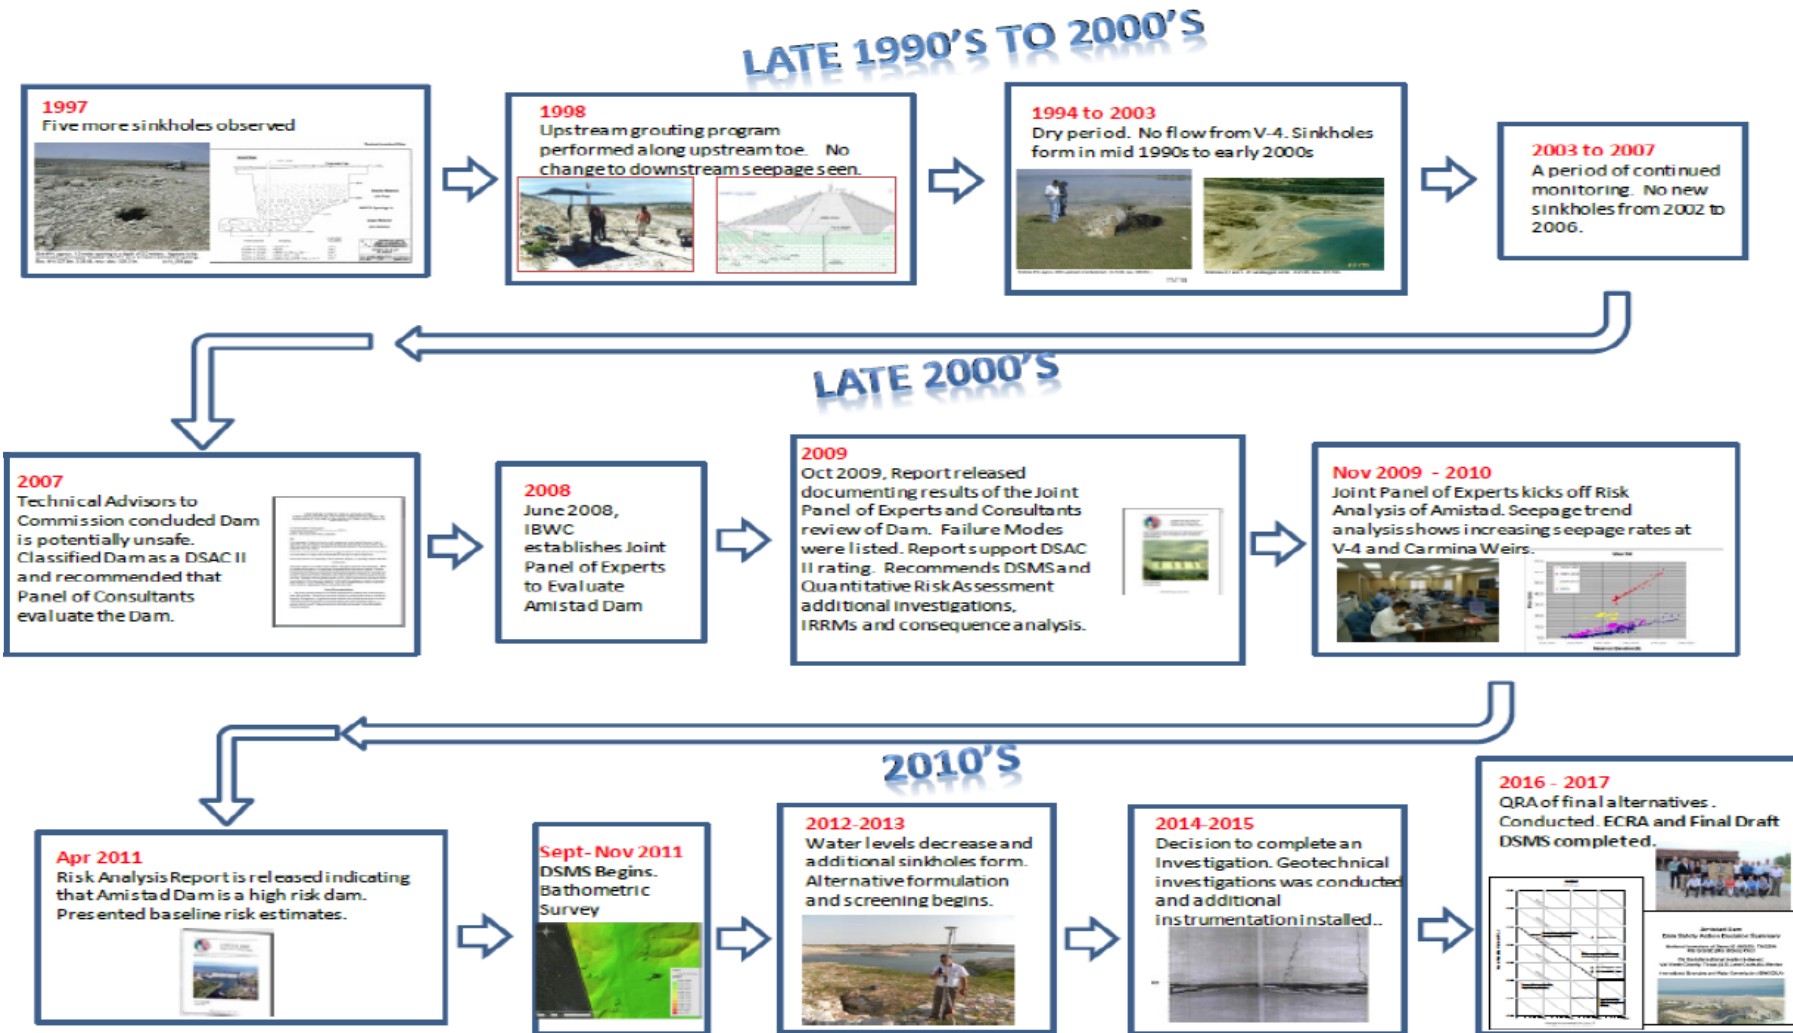 LATE 1990'S TO 2000'S
1997
Five more sinkholes observed
1998
Upstream grouting program
performed along upstream toe. No
change to downstream seepage seen.
1994 to 2003
Dry period. No flow from V-4. Sinkholes
form in mid 1990s to early 2000s
2003 to 2007
A period of continued
monitoring. No new
sinkholes from 2002 to
2006.
LATE 2000'S
2007
Technical Advisors to
Commission concluded Dam
is potentially unsafe.
Classified Dam as a DSAC II
and recommended that
Panel of Consultants
evaluate the Dam.
2008
June 2008,
IBWC
establishes Joint
Panel of Experts
to Evaluate
Amistad Dam
2009
Oct 2009, Report released
documenting results of the Joint
Panel of Experts and Consultants
review of Dam. Failure Modes
were listed. Report support DSAC
II rating. Recommends DSMS and
Quantitative Risk Assessment
additional investigations,
IRRMs and consequence analysis.
Nov 2009 - 2010
Joint Panel of Experts kicks off Risk
Analysis of Amistad. Seepage trend
analysis shows increasing seepage rates at
V-4 and Carmina Weirs.
2010'S
Apr 2011
Risk Analysis Report is released indicating
that Amistad Dam is a high risk dam.
Presented baseline risk estimates.
Sept- Nov 2011
DSMS Begins.
Bathometric
Survey
2012-2013
Water levels decrease and
additional sinkholes form.
Alternative formulation
and screening begins.
2014-2015
Decision to complete an
Investigation. Geotechnical
investigations was conducted
and additional
instrumentation installed..
2016 - 2017
QRA of final alternatives .
Conducted. ECRA and Final Draft
DSMS completed.
Amistad Dam
Dam Safety Action Decision Summary